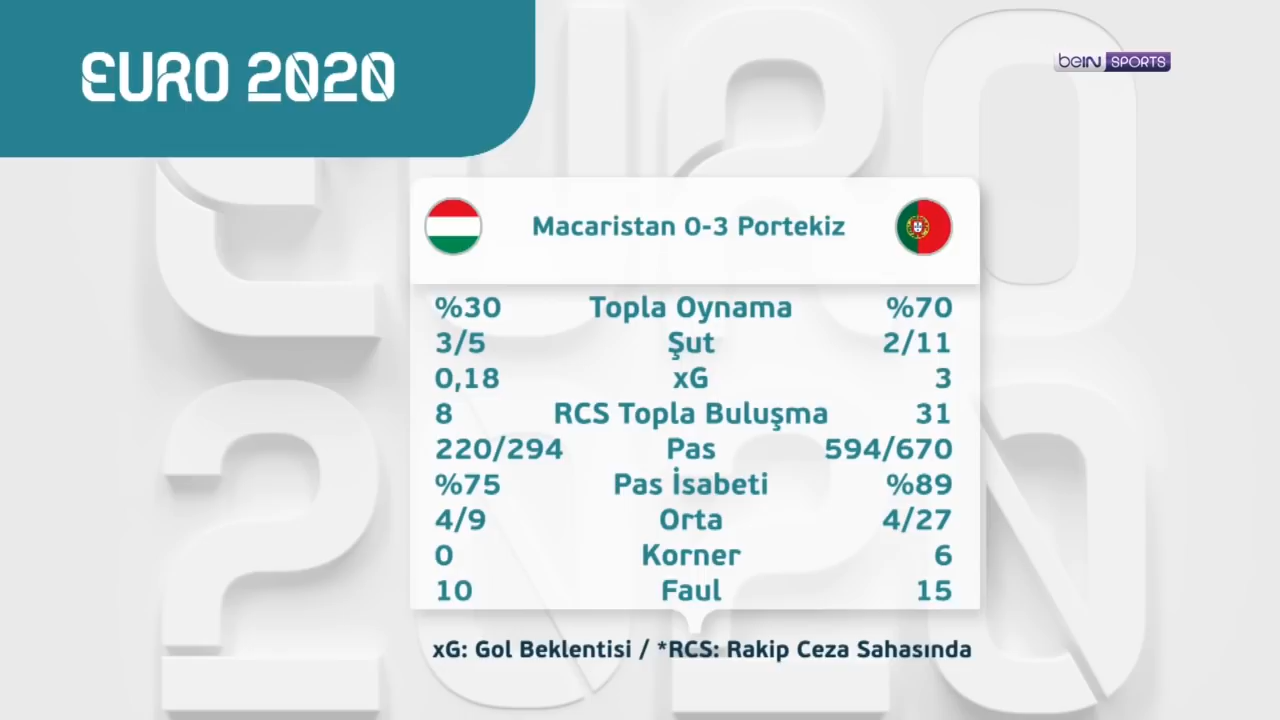 EURO 2020
beIN SPORTS
Macaristan 0-3 Portekiz
%30 Topla Oynama %70
3/5 Şut 2/11
0,18 xG 3
8 RCS Topla Buluşma 31
220/294 Pas 594/670
%75 Pas İsabeti %89
4/9 Orta 4/27
0 Korner 6
10 Faul 15
xG: Gol Beklentisi / *RCS: Rakip Ceza Sahasında